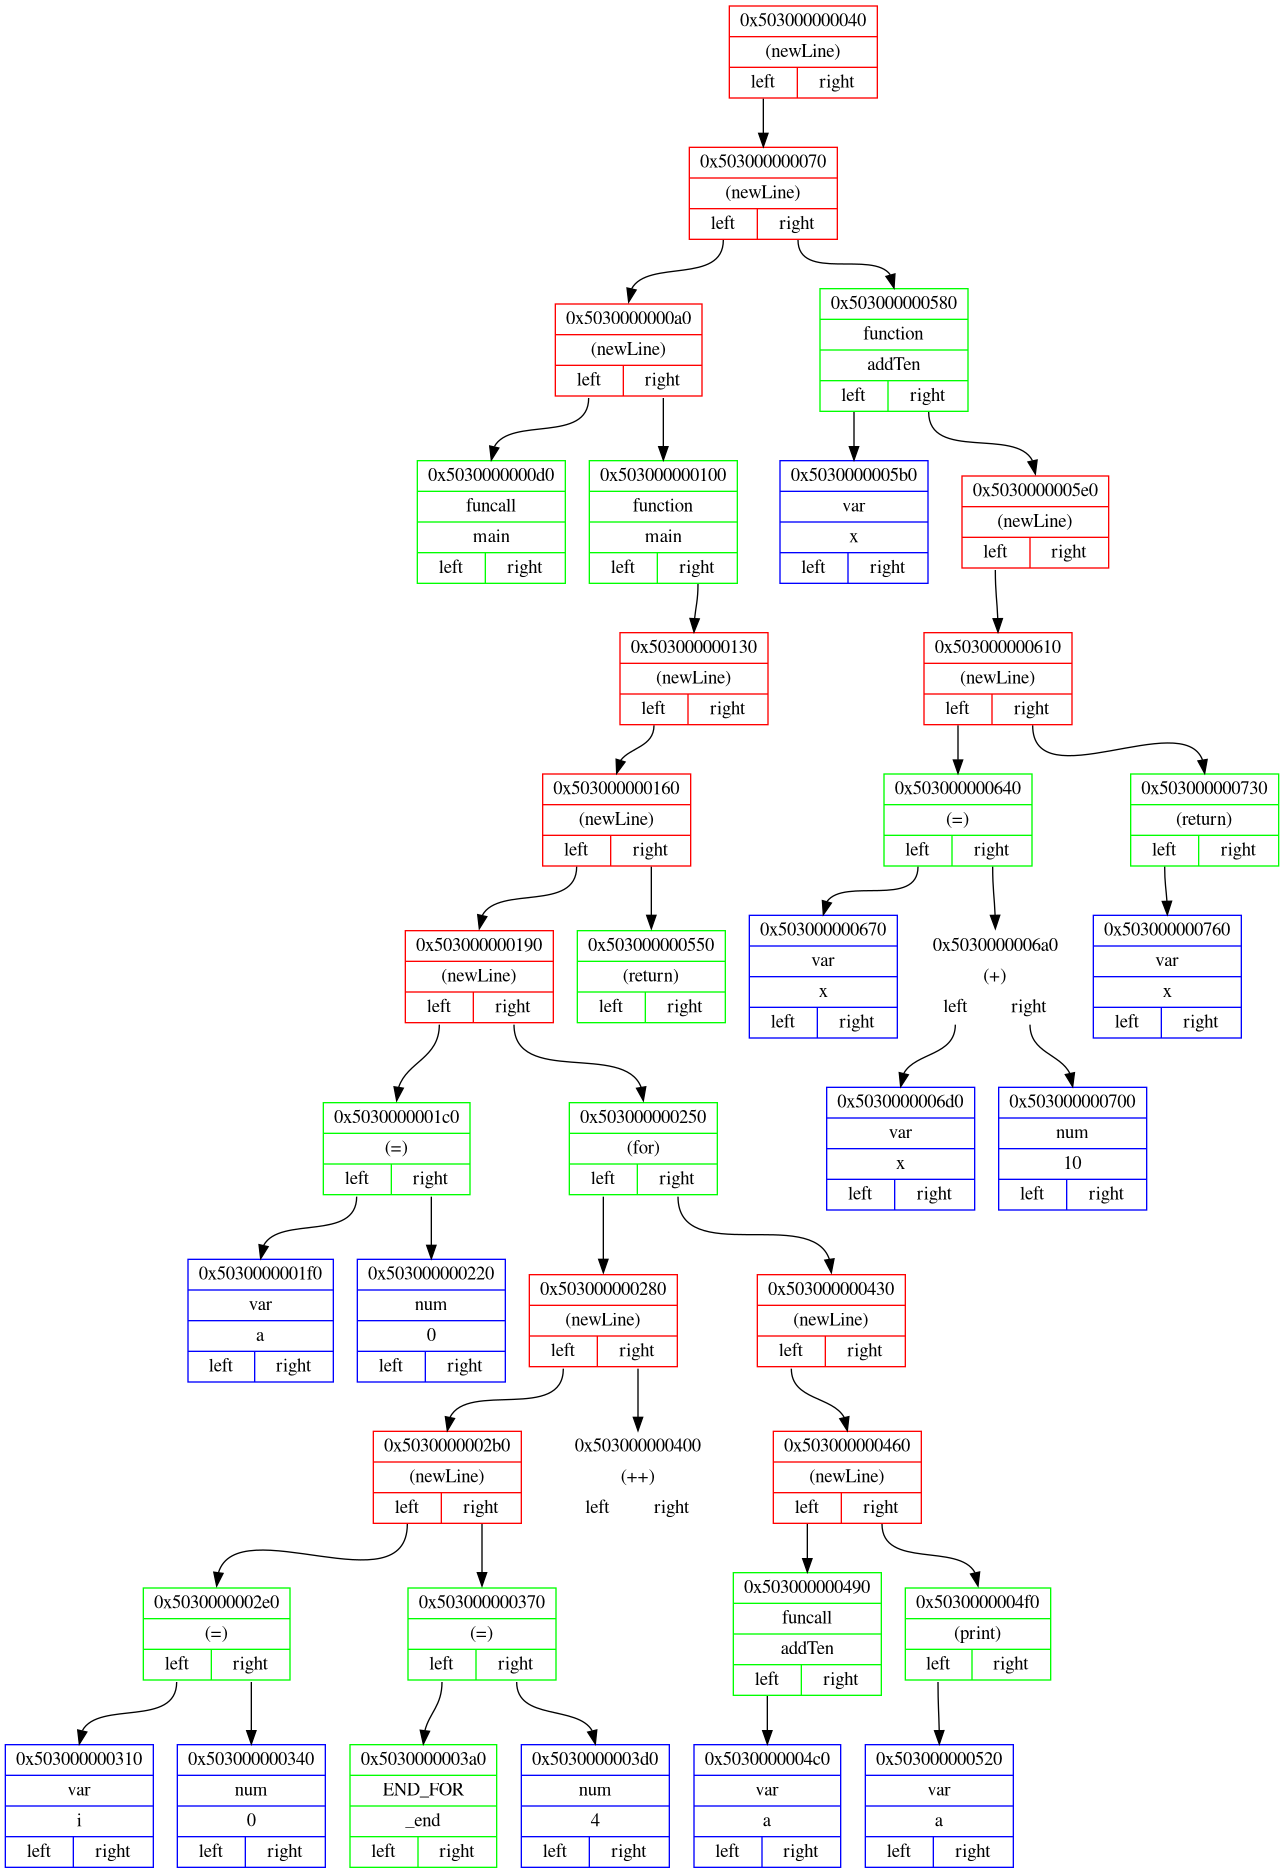 0x503000000040
(newLine)
left right
0x503000000070
(newLine)
left right
0x5030000000a0
(newLine)
left right
0x503000000580
function
addTen
left right
0x5030000000d0
funcall
main
left right
0x503000000100
function
main
left right
0x5030000005b0
var
x
left right
0x5030000005e0
(newLine)
left right
0x503000000130
(newLine)
left right
0x503000000610
(newLine)
left right
0x503000000160
(newLine)
left right
0x503000000640
(=)
left right
0x503000000730
(return)
left right
0x503000000190
(newLine)
left right
0x503000000550
(return)
left right
0x503000000670
var
x
left right
0x5030000006a0
(+)
left right
0x503000000760
var
x
left right
0x5030000001c0
(=)
left right
0x503000000250
(for)
left right
0x5030000006d0
var
x
left right
0x503000000700
num
10
left right
0x5030000001f0
var
a
left right
0x503000000220
num
0
left right
0x503000000280
(newLine)
left right
0x503000000430
(newLine)
left right
0x5030000002b0
(newLine)
left right
0x503000000400
(++)
left right
0x503000000460
(newLine)
left right
0x5030000002e0
(=)
left right
0x503000000370
(=)
left right
0x503000000490
funcall
addTen
left right
0x5030000004f0
(print)
left right
0x503000000310
var
i
left right
0x503000000340
num
0
left right
0x5030000003a0
END_FOR
_end
left right
0x5030000003d0
num
4
left right
0x5030000004c0
var
a
left right
0x503000000520
var
a
left right